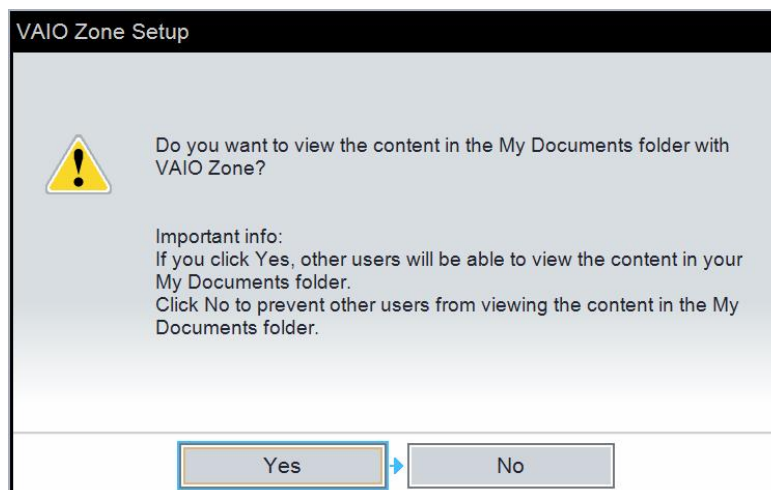 VAIO Zone Setup
Do you want to view the content in the My Documents folder with
VAIO Zone?
Important info:
If you click Yes, other users will be able to view the content in your
My Documents folder.
Click No to prevent other users from viewing the content in the My
Documents folder.
Yes
No